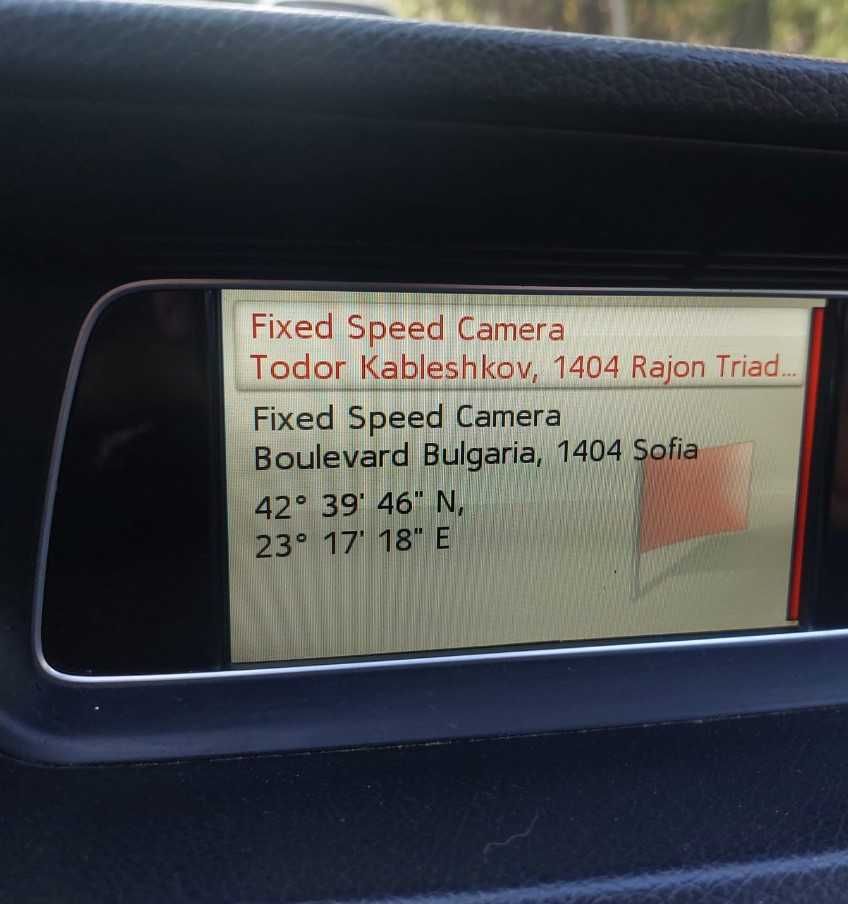 Fixed Speed Camera
Todor Kableshkov, 1404 Rajon Triad...
Fixed Speed Camera
Boulevard Bulgaria, 1404 Sofia
42° 39' 46" N,
23° 17' 18" E